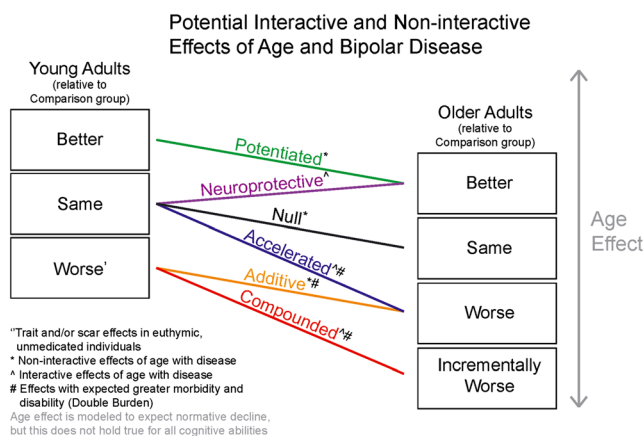 Potential Interactive and Non-interactive
Effects of Age and Bipolar Disease
Young Adults
(relative to
Comparison group)
Better
Same
Worse'
Potentiated*
Neuroprotective^
Null*
Accelerated^#
Additive*#
Compounded^#
Older Adults
(relative to
Comparison group)
Better
Same
Worse
Incrementally
Worse
Age
Effect
''Trait and/or scar effects in euthymic,
unmedicated individuals
* Non-interactive effects of age with disease
^ Interactive effects of age with disease
# Effects with expected greater morbidity and
disability (Double Burden)
Age effect is modeled to expect normative decline,
but this does not hold true for all cognitive abilities